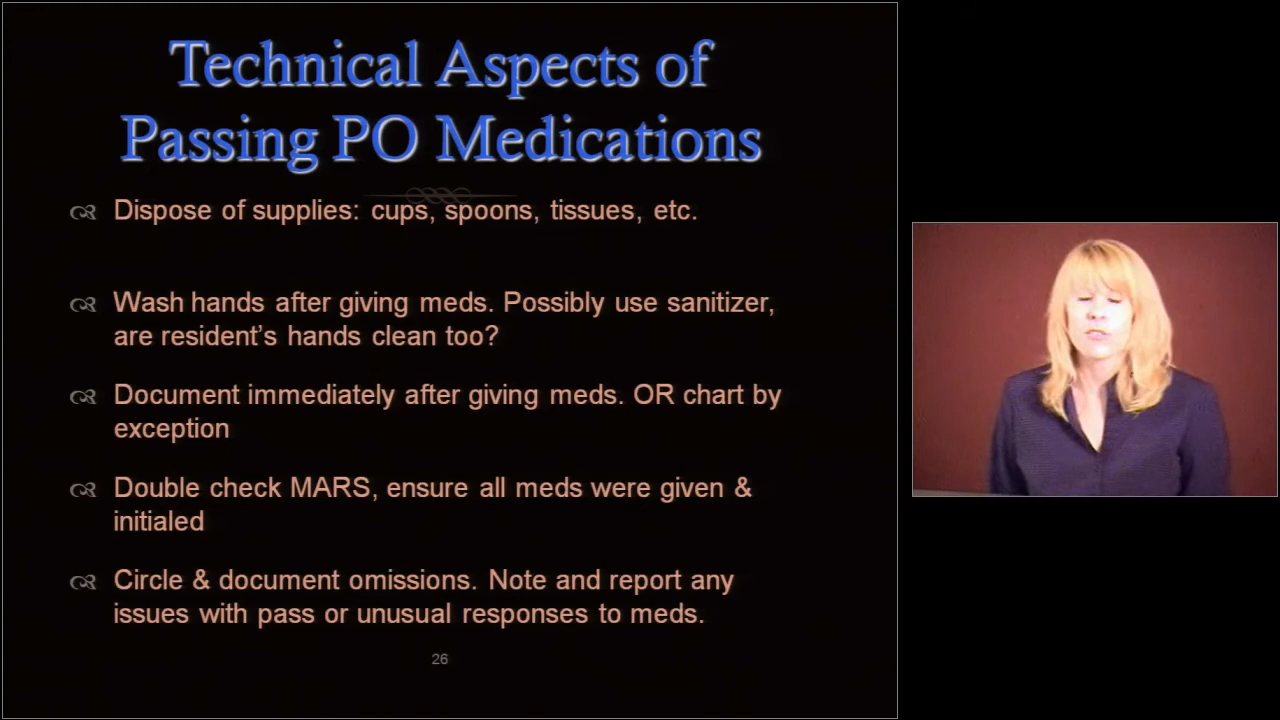 Technical Aspects of
Passing PO Medications
Dispose of supplies: cups, spoons, tissues, etc.
Wash hands after giving meds. Possibly use sanitizer,
are resident’s hands clean too?
Document immediately after giving meds. OR chart by
exception
Double check MARS, ensure all meds were given &
initialed
Circle & document omissions. Note and report any
issues with pass or unusual responses to meds.
26